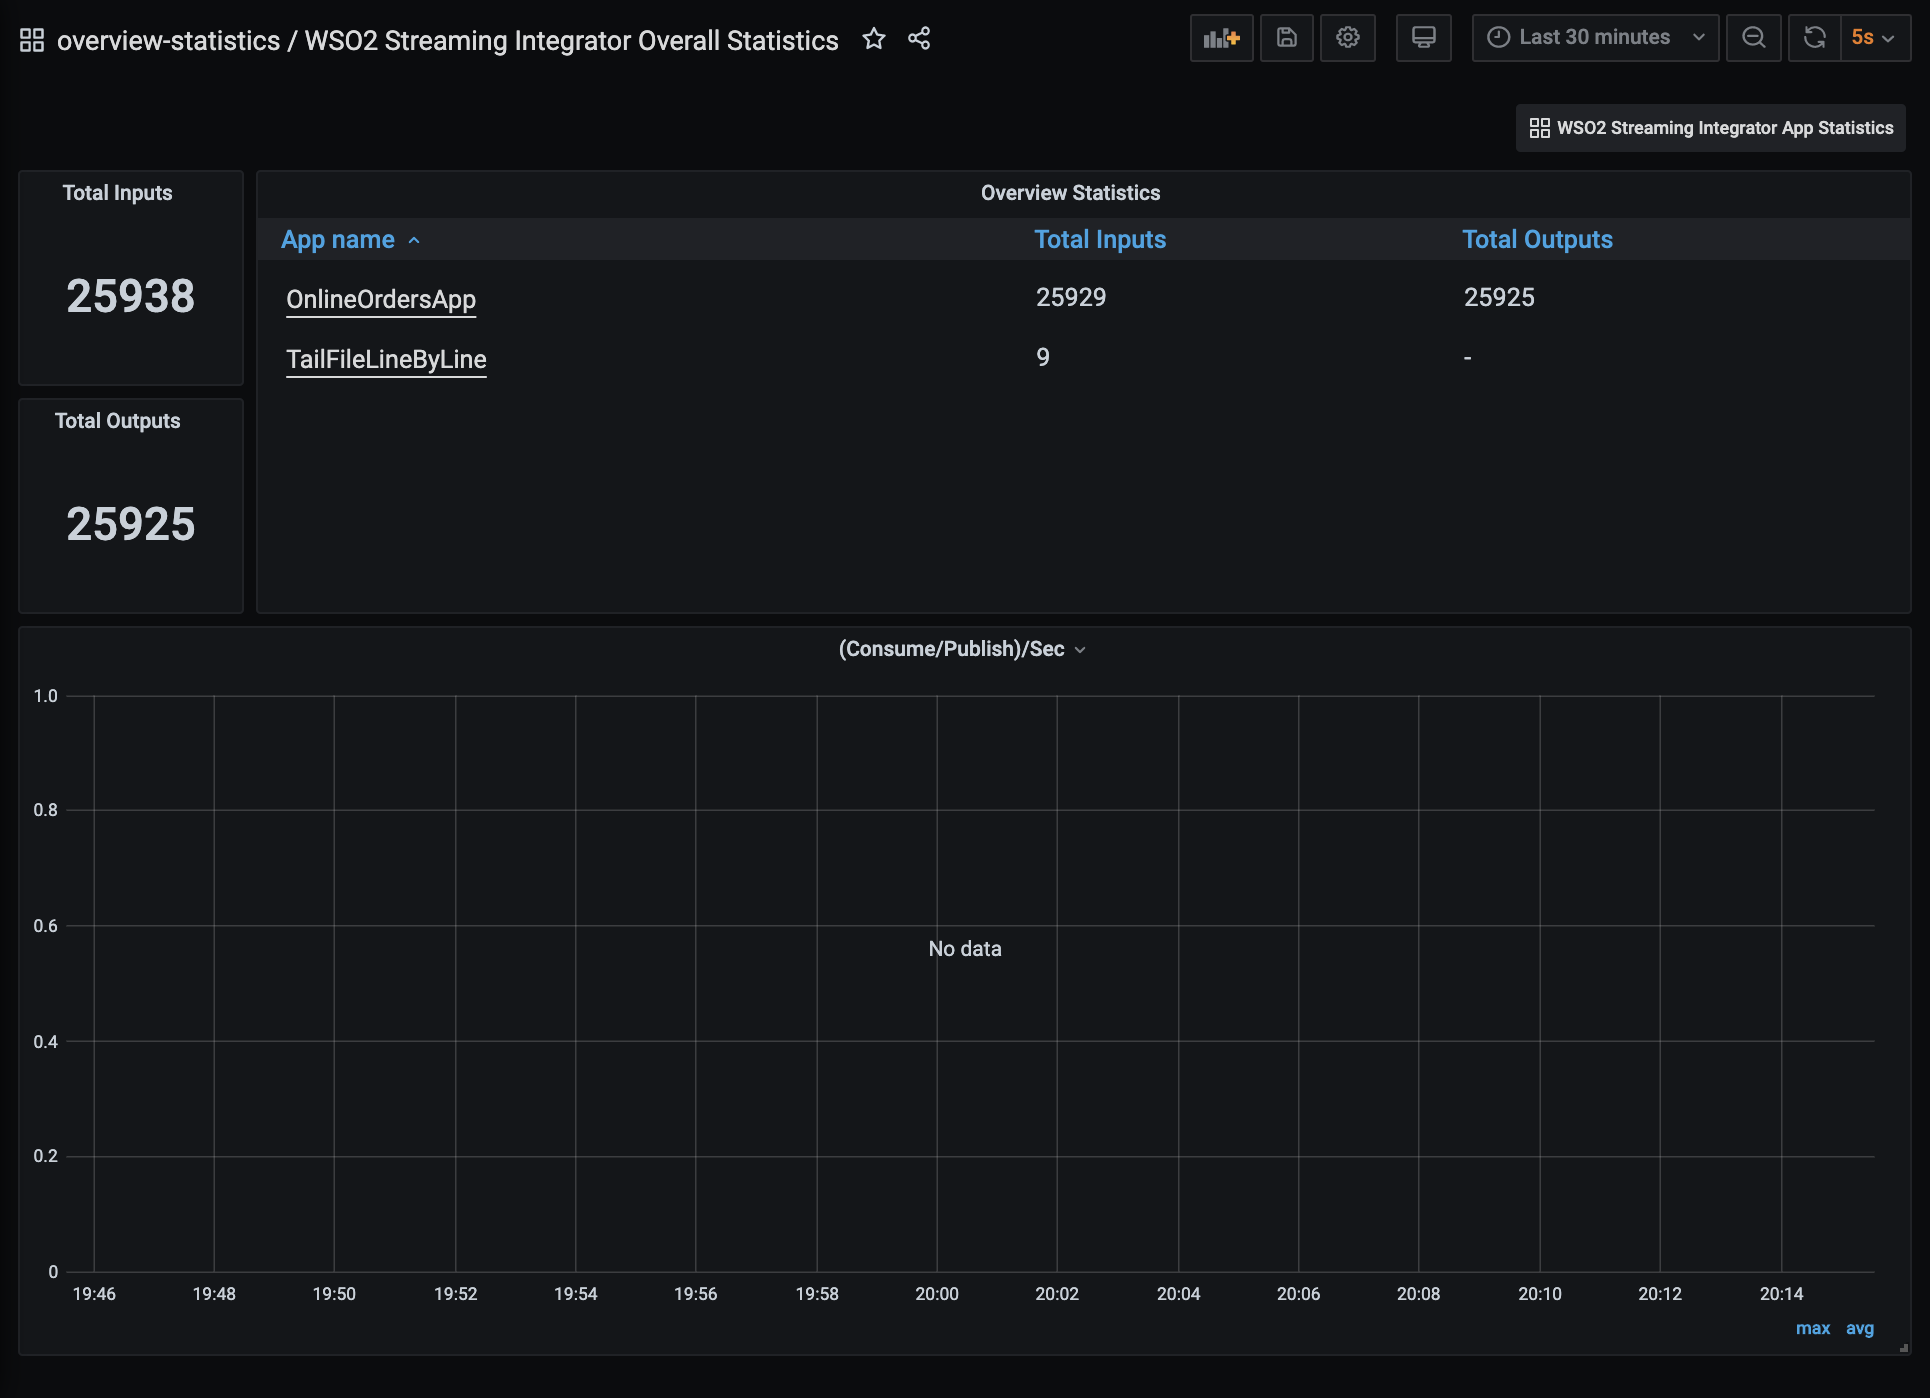 overview-statistics / WSO2 Streaming Integrator Overall Statistics
Last 30 minutes
5s
WSO2 Streaming Integrator App Statistics
Total Inputs
25938
Total Outputs
25925
Overview Statistics
App name Total Inputs Total Outputs
OnlineOrdersApp 25929 25925
TailFileLineByLine 9 -
(Consume/Publish)/Sec
1.0
0.8
0.6
0.4
0.2
0
No data
19:46 19:48 19:50 19:52 19:54 19:56 19:58 20:00 20:02 20:04 20:06 20:08 20:10 20:12 20:14
max avg